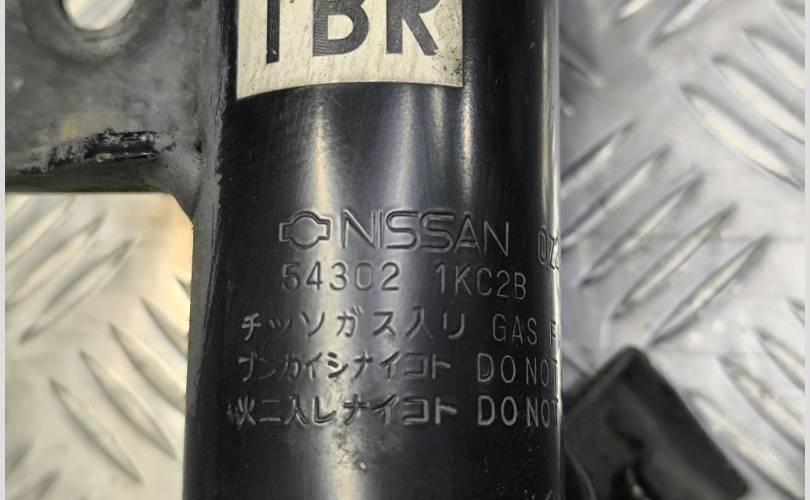 TBR
NISSAN
54302 1KC2B
チッソガス入リ GAS
ブンカイシナイコト DO NOT
火ニ入レナイコト DO NOT